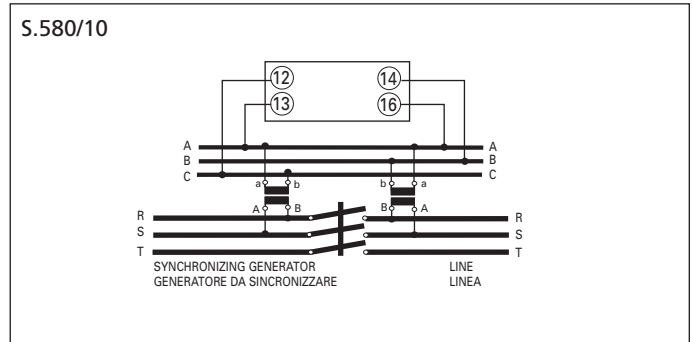 S.580/10
12 14
13 16
A A
B B
C C
a b b a
A B B A
R R
S S
T T
SYNCHRONIZING GENERATOR LINE
GENERATORE DA SINCRONIZZARE LINEA